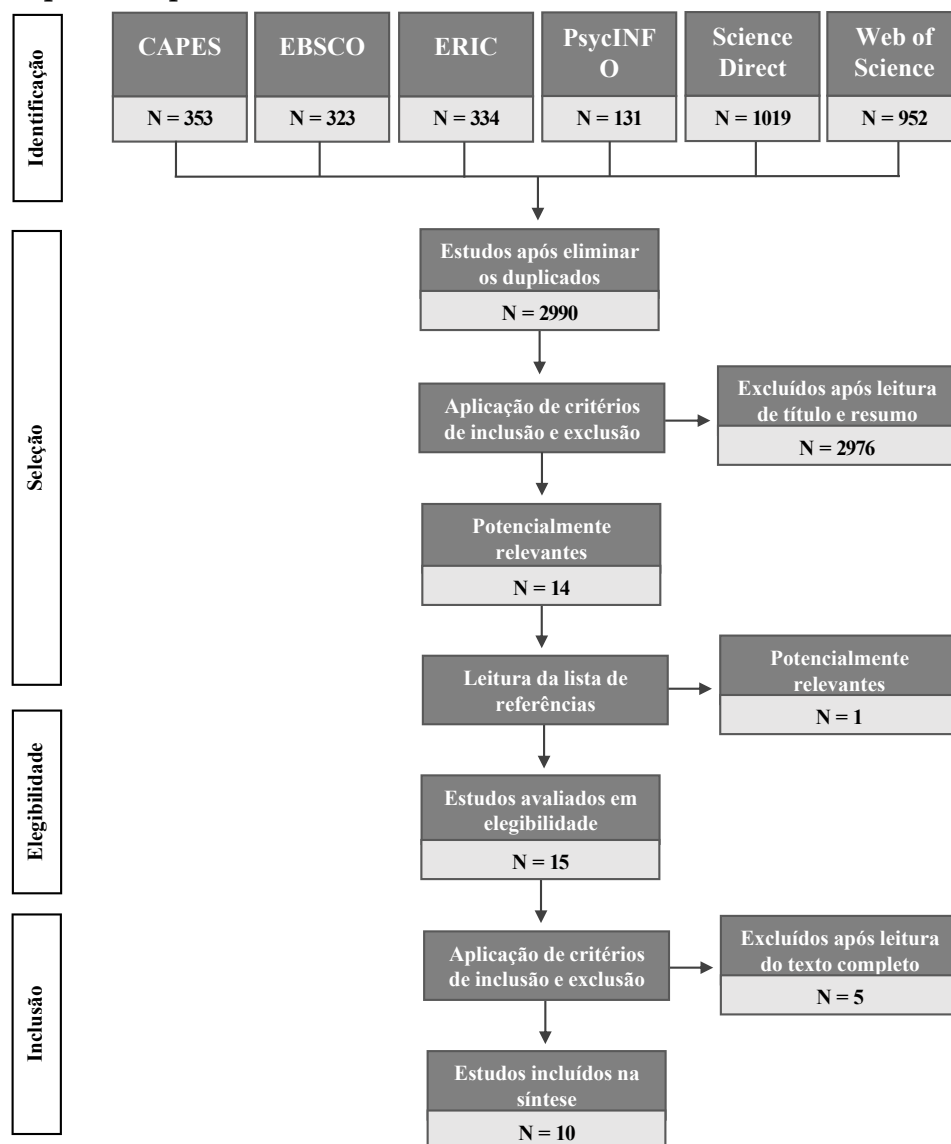 Identificação
CAPES
N = 353
EBSCO
N = 323
ERIC
N = 334
PsycINF
O
N = 131
Science
Direct
N = 1019
Web of
Science
N = 952
Seleção
Estudos após eliminar
os duplicados
N = 2990
Aplicação de critérios
de inclusão e exclusão
Excluídos após leitura
de título e resumo
N = 2976
Potencialmente
relevantes
N = 14
Leitura da lista de
referências
Potencialmente
relevantes
N = 1
Elegibilidade
Estudos avaliados em
elegibilidade
N = 15
Inclusão
Aplicação de critérios
de inclusão e exclusão
Excluídos após leitura
do texto completo
N = 5
Estudos incluídos na
síntese
N = 10